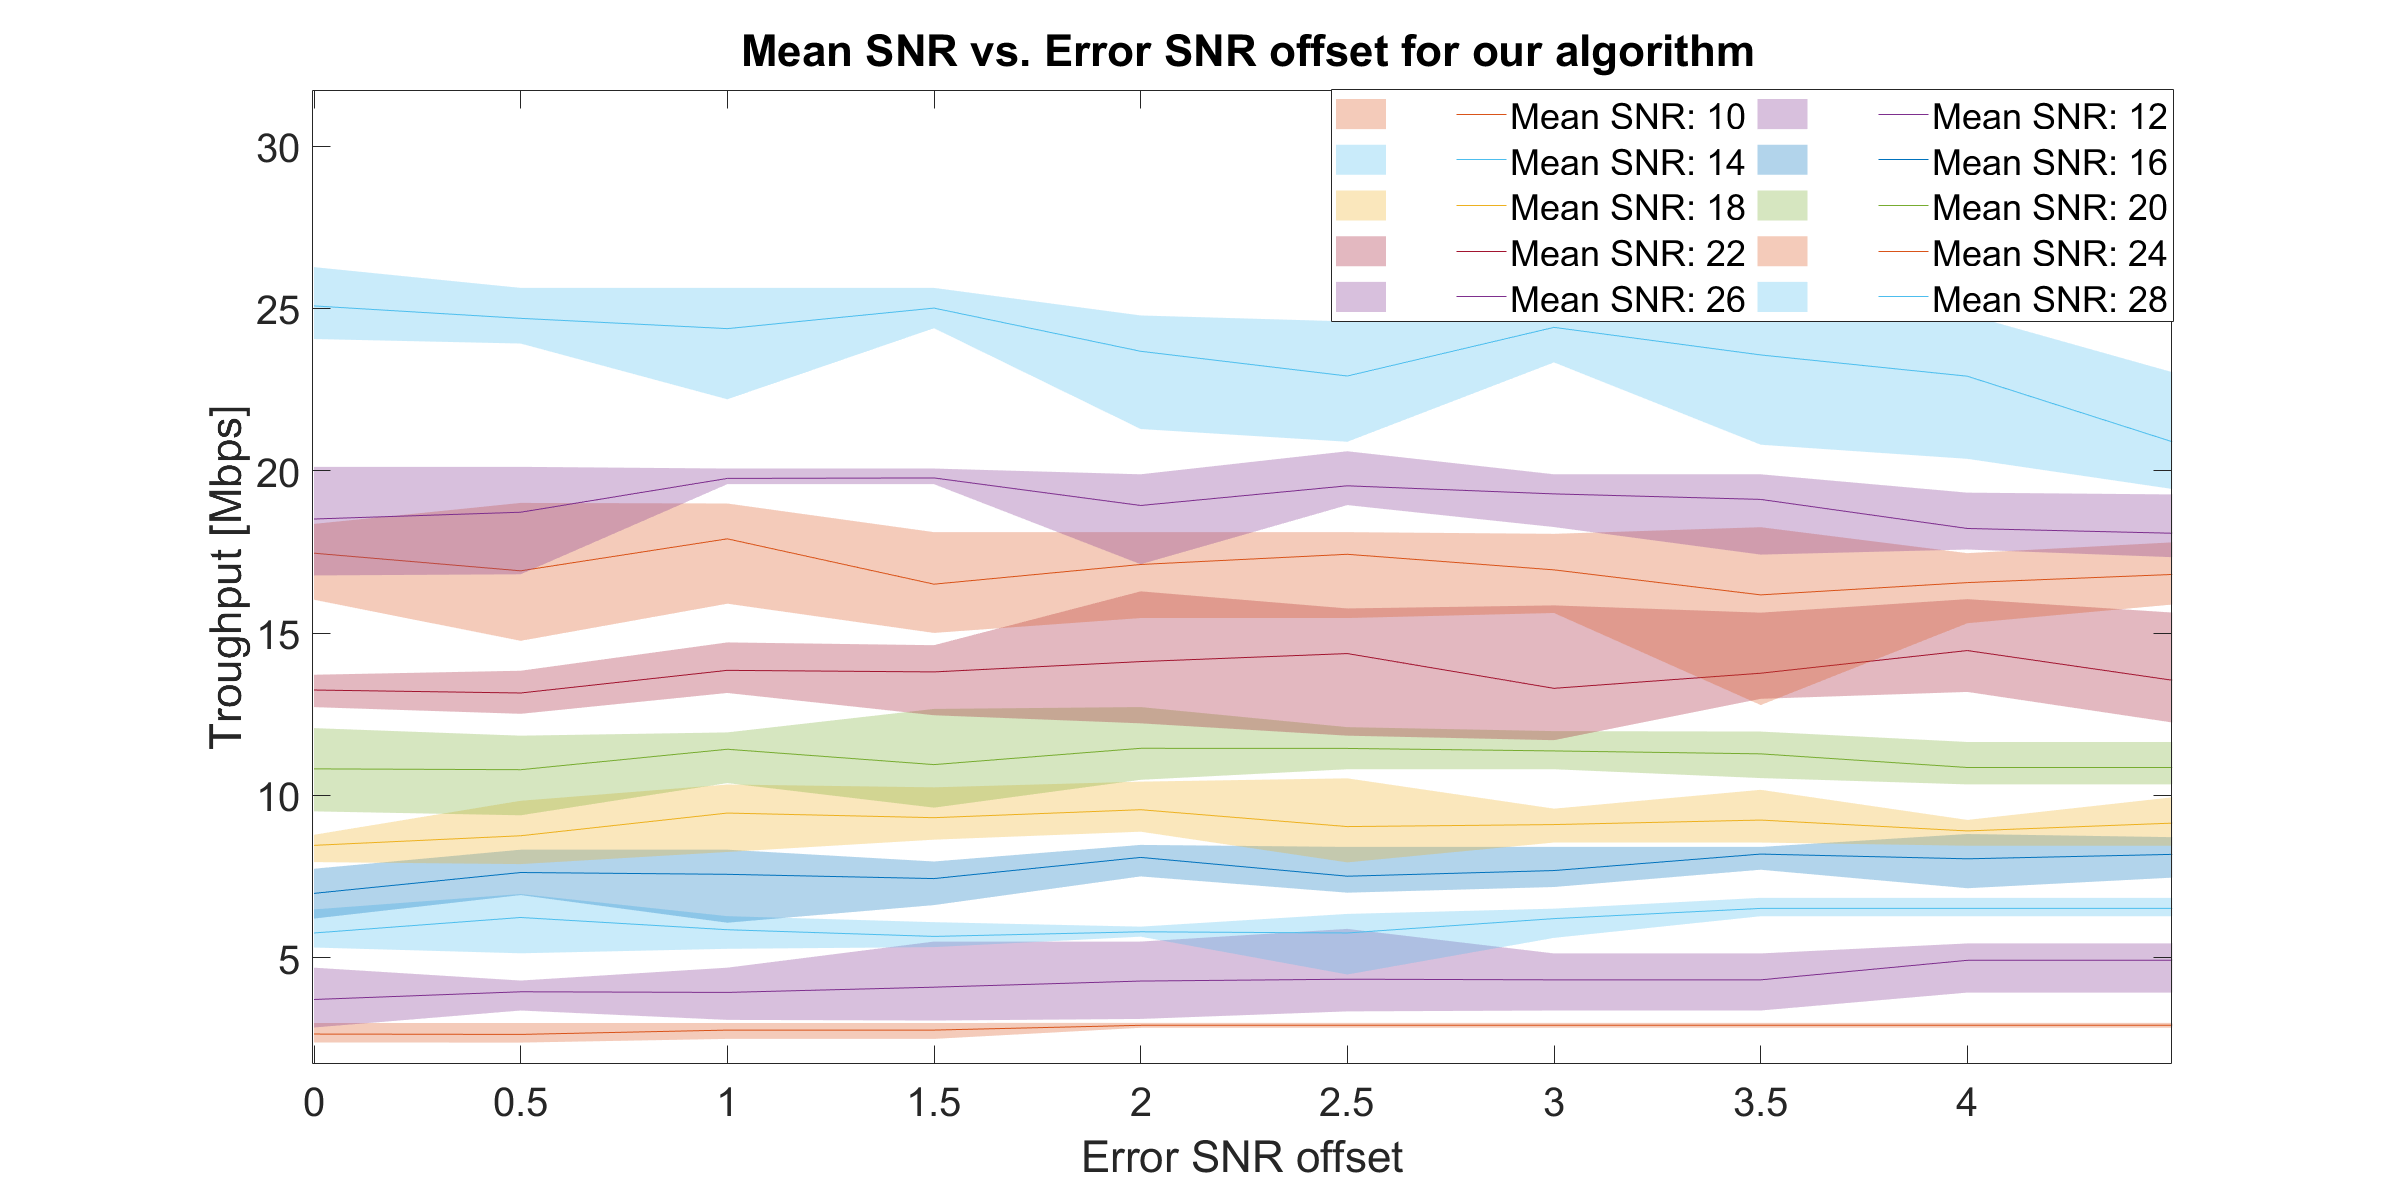 Mean SNR vs. Error SNR offset for our algorithm
Mean SNR: 10 Mean SNR: 12
Mean SNR: 14 Mean SNR: 16
Mean SNR: 18 Mean SNR: 20
Mean SNR: 22 Mean SNR: 24
Mean SNR: 26 Mean SNR: 28
30
25
20
15
10
5
Troughput [Mbps]
0 0.5 1 1.5 2 2.5 3 3.5 4
Error SNR offset